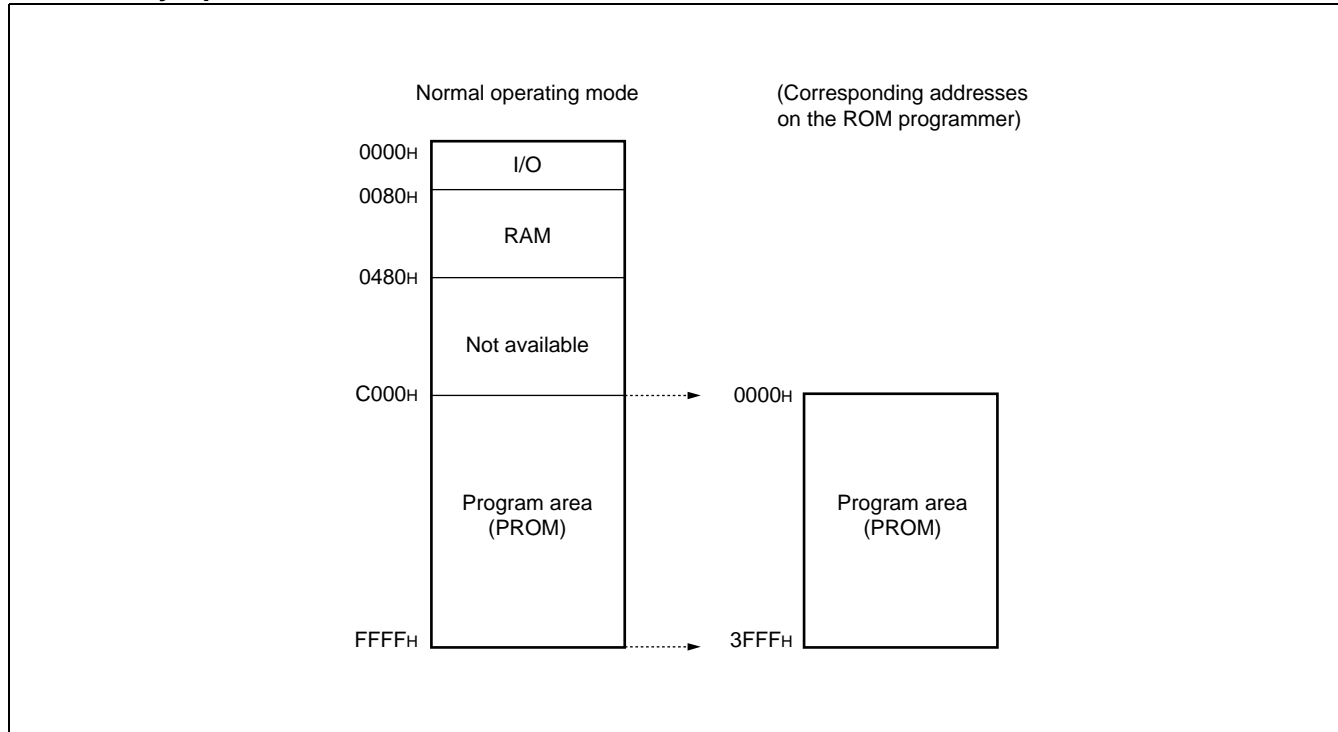 Normal operating mode
(Corresponding addresses
on the ROM programmer)
0000H
I/O
0080H
RAM
0480H
Not available
C000H
0000H
Program area
(PROM)
Program area
(PROM)
FFFFH
3FFFH